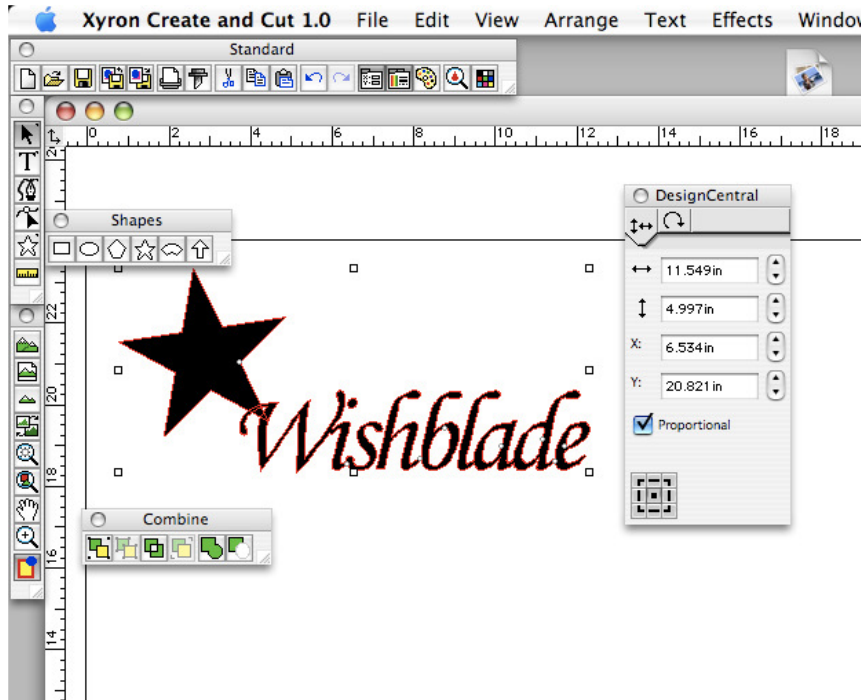 Xyron Create and Cut 1.0 File Edit View Arrange Text Effects Window
Standard
0 2 4 6 8 10 12 14 16 18
DesignCentral
Shapes
11.549in
4.997in
X: 6.534in
Y: 20.821in
Proportional
22
20
18
16
14
Wishblade
Combine